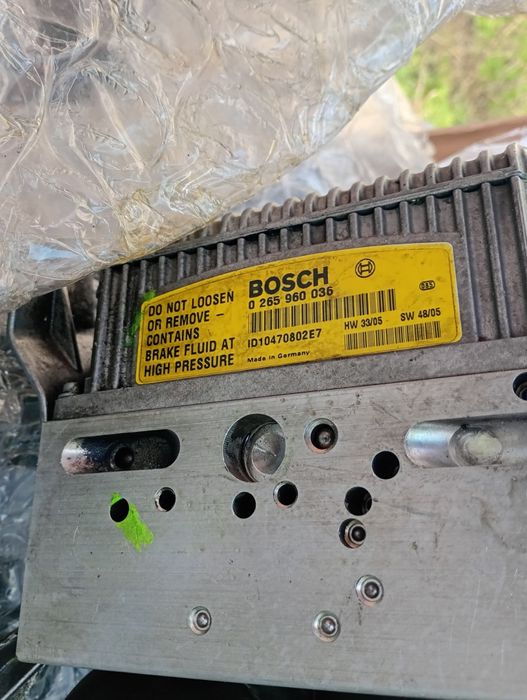 DO NOT LOOSEN
OR REMOVE –
CONTAINS
BRAKE FLUID AT
HIGH PRESSURE
BOSCH
0 265 960 036
ID10470802E7
Made in Germany
HW 33/05 SW 48/05